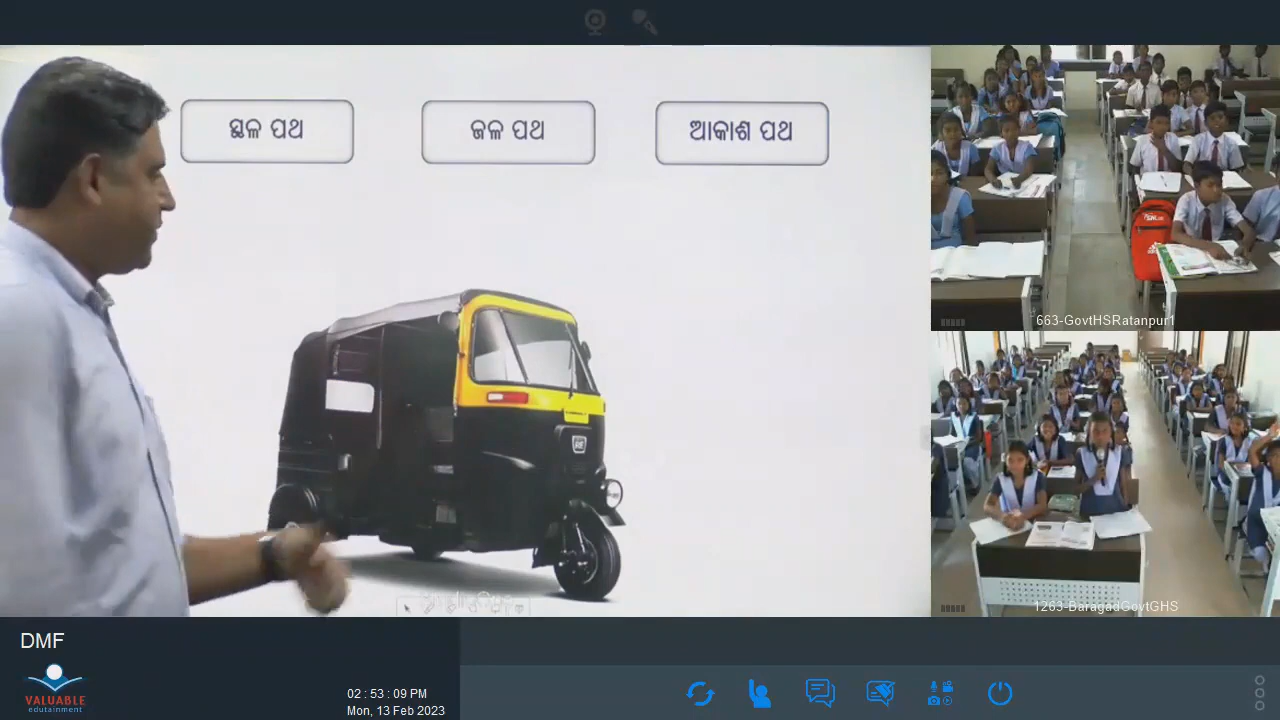 ସ୍ଥଳ ପଥ
ଜଳ ପଥ
ଆକାଶ ପଥ
663-GovtHSRatanpur1
1263-BaragadGovtGHS
DMF
VALUABLE
edutainment
02 : 53 : 09 PM
Mon, 13 Feb 2023